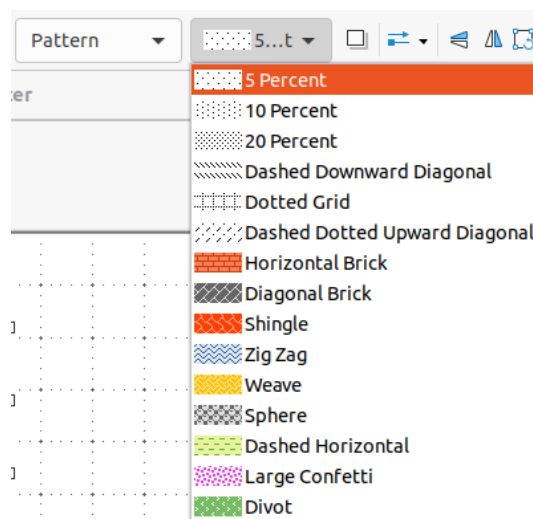 Pattern
5...t
er
5 Percent
10 Percent
20 Percent
Dashed Downward Diagonal
Dotted Grid
Dashed Dotted Upward Diagonal
Horizontal Brick
Diagonal Brick
Shingle
Zig Zag
Weave
Sphere
Dashed Horizontal
Large Confetti
Divot